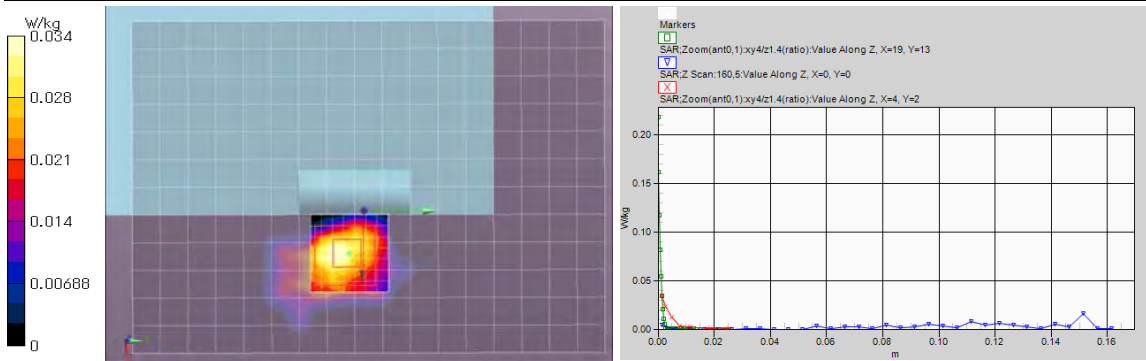 W/kg
0.034
0.028
0.021
0.014
0.00688
0
Markers
SAR;Zoom(ant0,1):xy4/z1.4(ratio):Value Along Z, X=19, Y=13
SAR;Z Scan:160,5:Value Along Z, X=0, Y=0
SAR;Zoom(ant0,1):xy4/z1.4(ratio):Value Along Z, X=4, Y=2
W/kg
0.20
0.15
0.10
0.05
0.00
0.00 0.02 0.04 0.06 0.08 0.10 0.12 0.14 0.16
m